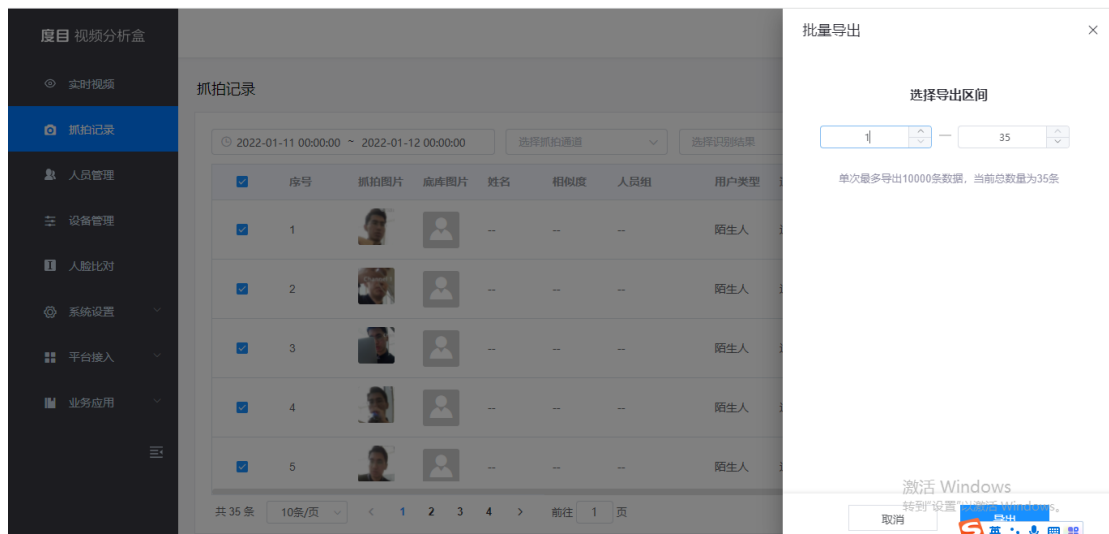 度目 视频分析盒
批量导出
实时视频
抓拍记录
人员管理
设备管理
人脸比对
系统设置
平台接入
业务应用
抓拍记录
2022-01-11 00:00:00 ~ 2022-01-12 00:00:00
选择抓拍通道
选择识别结果
序号 抓拍图片 底库图片 姓名 相似度 人员组 用户类型
1 -- -- -- 陌生人
2 -- -- -- 陌生人
3 -- -- -- 陌生人
4 -- -- -- 陌生人
5 -- -- -- 陌生人
共 35 条 10条/页 < 1 2 3 4 > 前往 1 页
选择导出区间
1 — 35
单次最多导出10000条数据，当前总数量为35条
激活 Windows
转到"设置"以激活 Windows。
取消 导出
英